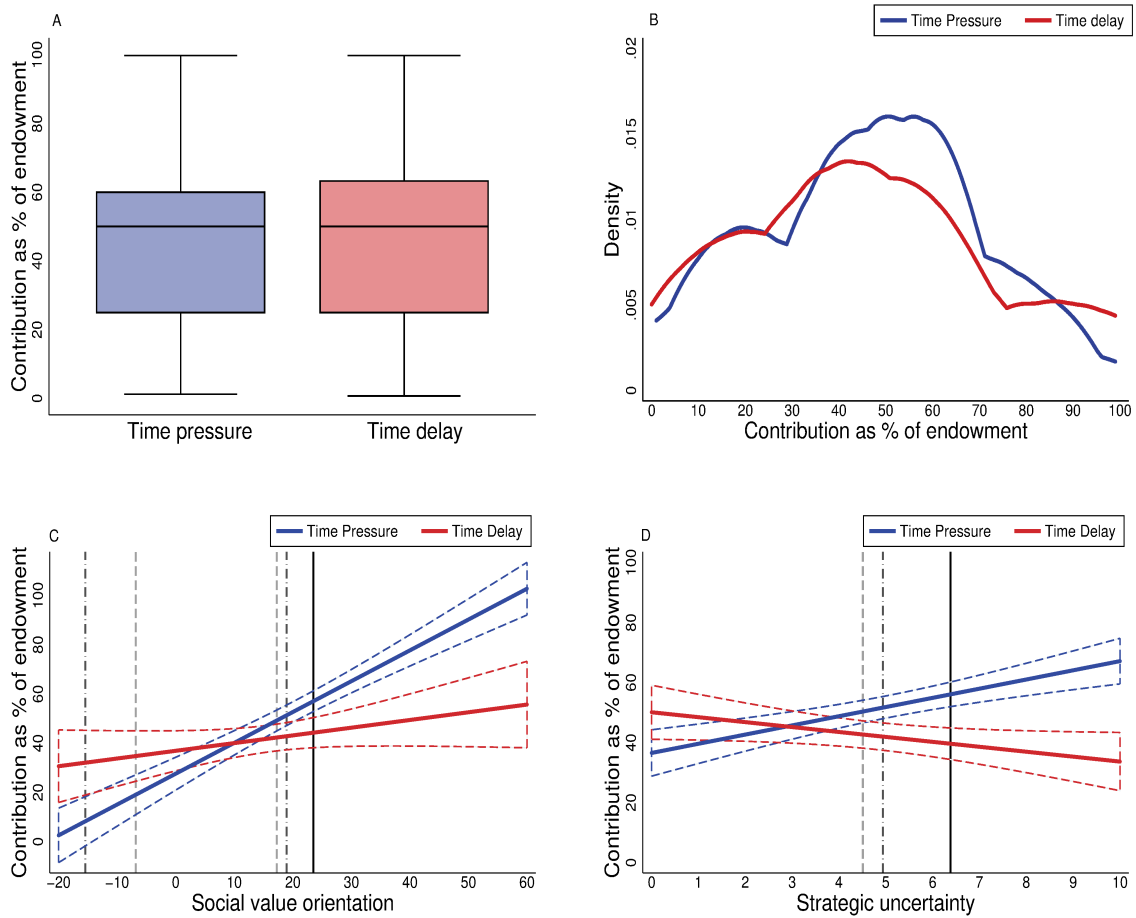 A
Contribution as % of endowment
0 20 40 60 80 100
Time pressure Time delay
B
Time Pressure Time delay
Density
0 .005 .01 .015 .02
0 10 20 30 40 50 60 70 80 90 100
Contribution as % of endowment
C
Time Pressure Time Delay
Contribution as % of endowment
0 20 40 60 80 100
−20 −10 0 10 20 30 40 50 60
Social value orientation
D
Time Pressure Time Delay
Contribution as % of endowment
0 20 40 60 80 100
0 1 2 3 4 5 6 7 8 9 10
Strategic uncertainty